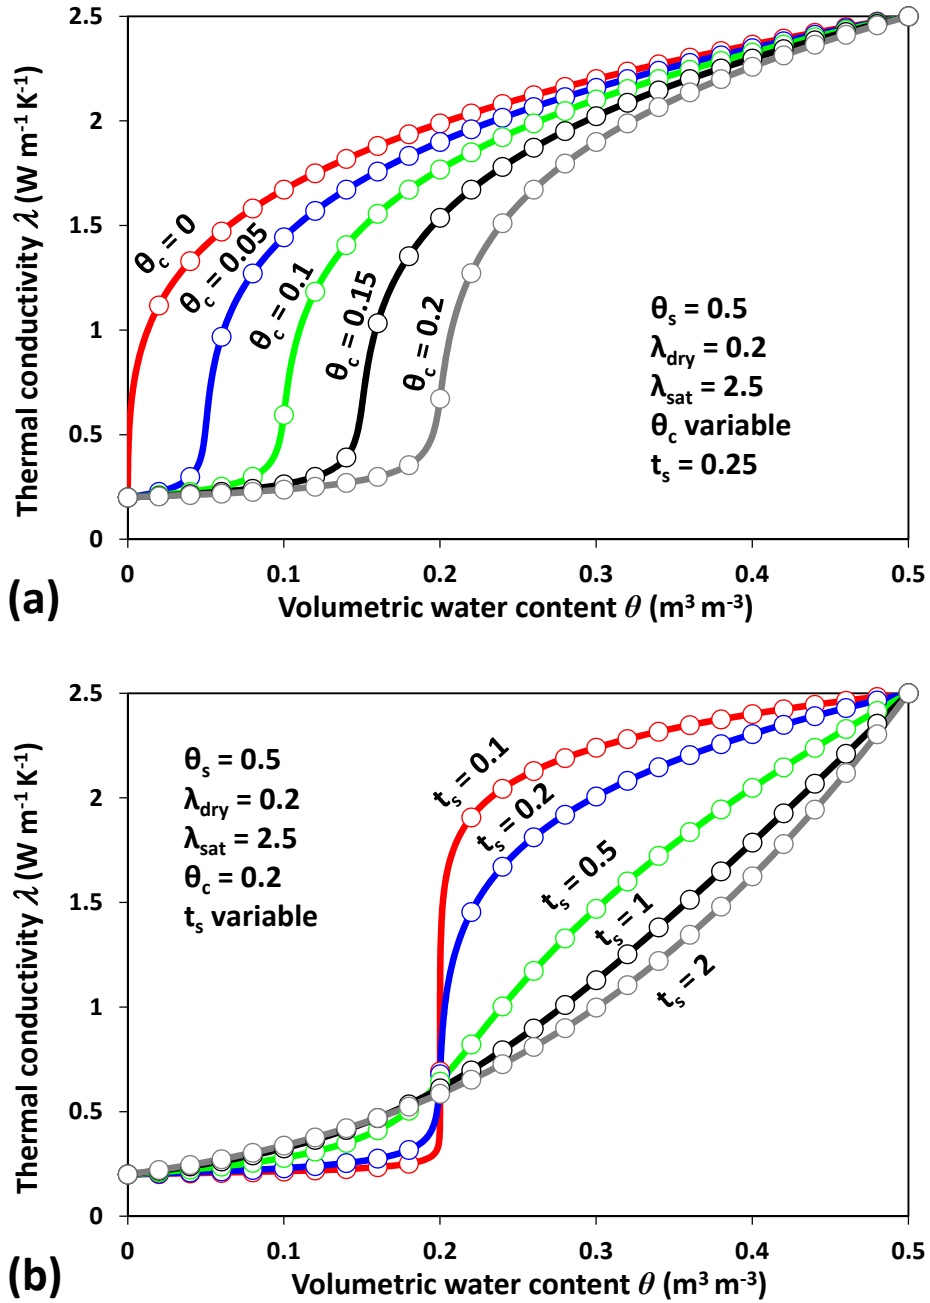 2.5
2
1.5
1
0.5
0
Thermal conductivity λ (W m⁻¹ K⁻¹)
θc = 0
θc = 0.05
θc = 0.1
θc = 0.15
θc = 0.2
θs = 0.5
λdry = 0.2
λsat = 2.5
θc variable
ts = 0.25
0 0.1 0.2 0.3 0.4 0.5
(a)
Volumetric water content θ (m³ m⁻³)
2.5
2
1.5
1
0.5
0
Thermal conductivity λ (W m⁻¹ K⁻¹)
θs = 0.5
λdry = 0.2
λsat = 2.5
θc = 0.2
ts variable
ts = 0.1
ts = 0.2
ts = 0.5
ts = 1
ts = 2
0 0.1 0.2 0.3 0.4 0.5
(b)
Volumetric water content θ (m³ m⁻³)